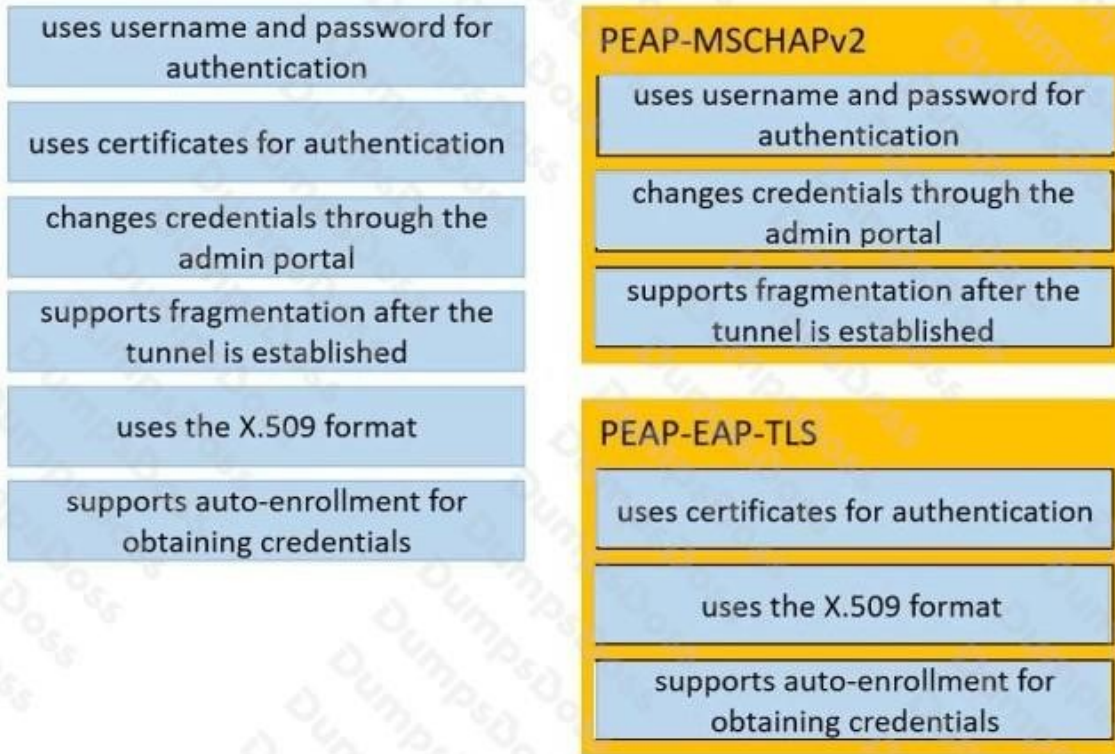 uses username and password for
authentication
uses certificates for authentication
changes credentials through the
admin portal
supports fragmentation after the
tunnel is established
uses the X.509 format
supports auto-enrollment for
obtaining credentials
PEAP-MSCHAPv2
uses username and password for
authentication
changes credentials through the
admin portal
supports fragmentation after the
tunnel is established
PEAP-EAP-TLS
uses certificates for authentication
uses the X.509 format
supports auto-enrollment for
obtaining credentials
DumpsDoss